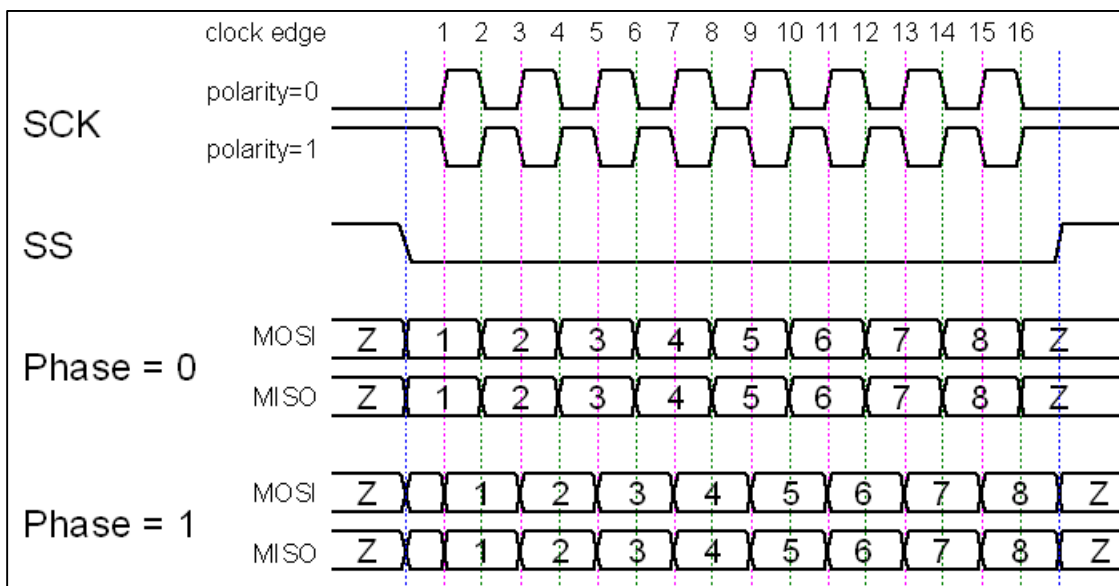 clock edge 1 2 3 4 5 6 7 8 9 10 11 12 13 14 15 16
polarity=0
SCK
polarity=1
SS
MOSI Z 1 2 3 4 5 6 7 8 Z
Phase = 0
MISO Z 1 2 3 4 5 6 7 8 Z
MOSI Z 1 2 3 4 5 6 7 8 Z
Phase = 1
MISO Z 1 2 3 4 5 6 7 8 Z